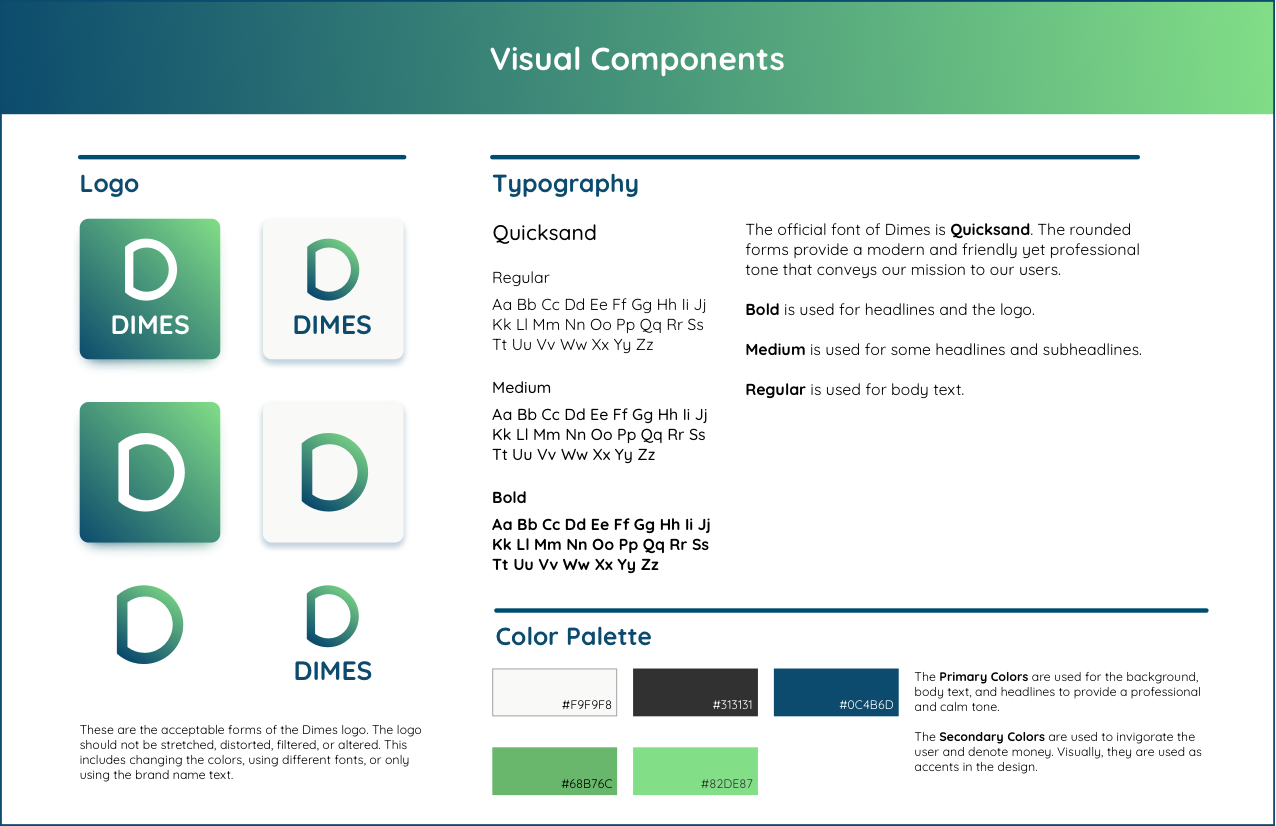 Visual Components
Logo
DIMES
DIMES
DIMES
These are the acceptable forms of the Dimes logo. The logo
should not be stretched, distorted, filtered, or altered. This
includes changing the colors, using different fonts, or only
using the brand name text.
Typography
Quicksand
Regular
Aa Bb Cc Dd Ee Ff Gg Hh Ii Jj
Kk Ll Mm Nn Oo Pp Qq Rr Ss
Tt Uu Vv Ww Xx Yy Zz
Medium
Aa Bb Cc Dd Ee Ff Gg Hh Ii Jj
Kk Ll Mm Nn Oo Pp Qq Rr Ss
Tt Uu Vv Ww Xx Yy Zz
Bold
Aa Bb Cc Dd Ee Ff Gg Hh Ii Jj
Kk Ll Mm Nn Oo Pp Qq Rr Ss
Tt Uu Vv Ww Xx Yy Zz
The official font of Dimes is Quicksand. The rounded
forms provide a modern and friendly yet professional
tone that conveys our mission to our users.
Bold is used for headlines and the logo.
Medium is used for some headlines and subheadlines.
Regular is used for body text.
Color Palette
#F9F9F8
#313131
#0C4B6D
#68B76C
#82DE87
The Primary Colors are used for the background,
body text, and headlines to provide a professional
and calm tone.
The Secondary Colors are used to invigorate the
user and denote money. Visually, they are used as
accents in the design.